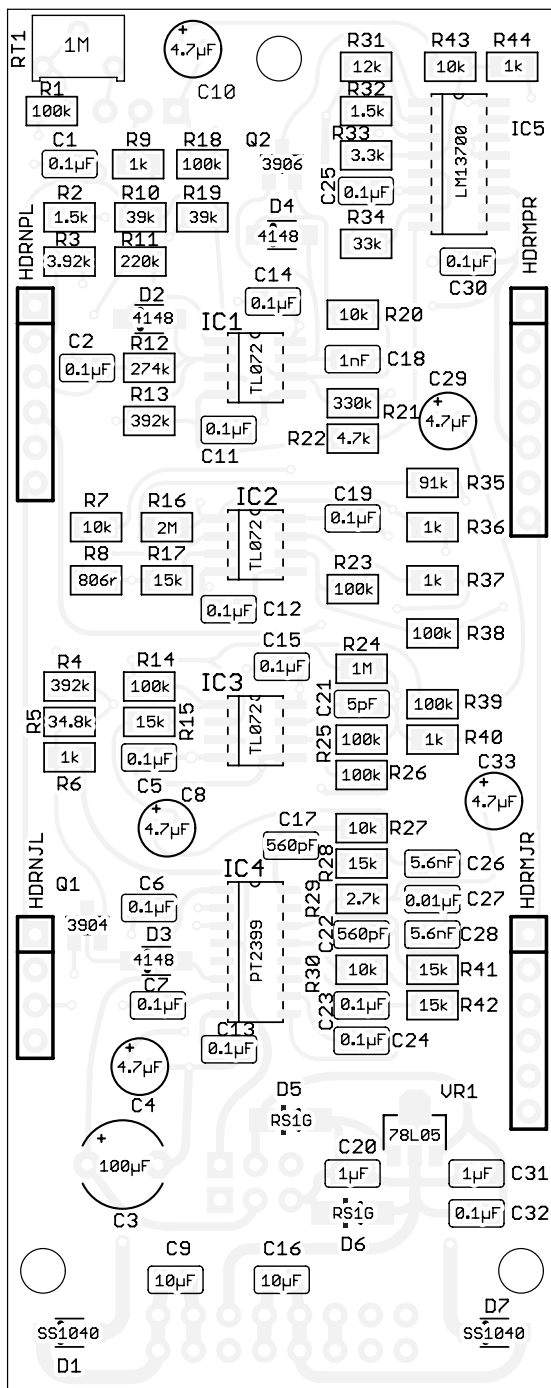 RT1
1M
4.7µF
C10
R31
12k
R43
10k
R44
1k
R1
100k
R32
1.5k
LM13700
IC5
C1
0.1µF
R9
1k
R18
100k
Q2
3906
R33
3.3k
C25
0.1µF
R2
1.5k
R10
39k
R19
39k
D4
4148
R34
33k
HDRNPL
R3
3.92k
R11
220k
HDRMPR
0.1µF
C30
C14
0.1µF
D2
4148
IC1
TL072
10k
R20
C2
0.1µF
R12
274k
1nF
C18
C29
4.7µF
R13
392k
330k
R21
C11
0.1µF
R22
4.7k
91k
R35
R7
10k
R16
2M
IC2
TL072
C19
0.1µF
1k
R36
R8
806r
R17
15k
R23
100k
1k
R37
0.1µF
C12
100k
R38
C15
0.1µF
R24
1M
R4
392k
R14
100k
IC3
TL072
C21
5pF
100k
R39
R5
34.8k
15k
R15
R25
100k
1k
R40
1k
R6
0.1µF
C5
100k
R26
C33
4.7µF
C8
4.7µF
C17
560pF
10k
R27
HDRNJL
R28
15k
5.6nF
C26
HDRMJR
Q1
3904
C6
0.1µF
IC4
PT2399
R29
2.7k
0.01µF
C27
C22
560pF
5.6nF
C28
D3
4148
R30
10k
15k
R41
C7
0.1µF
C23
0.1µF
15k
R42
C13
0.1µF
0.1µF
C24
4.7µF
C4
D5
RS1G
VR1
78L05
100µF
C3
C20
1µF
1µF
C31
RS1G
D6
0.1µF
C32
C9
10µF
C16
10µF
SS1040
D1
D7
SS1040